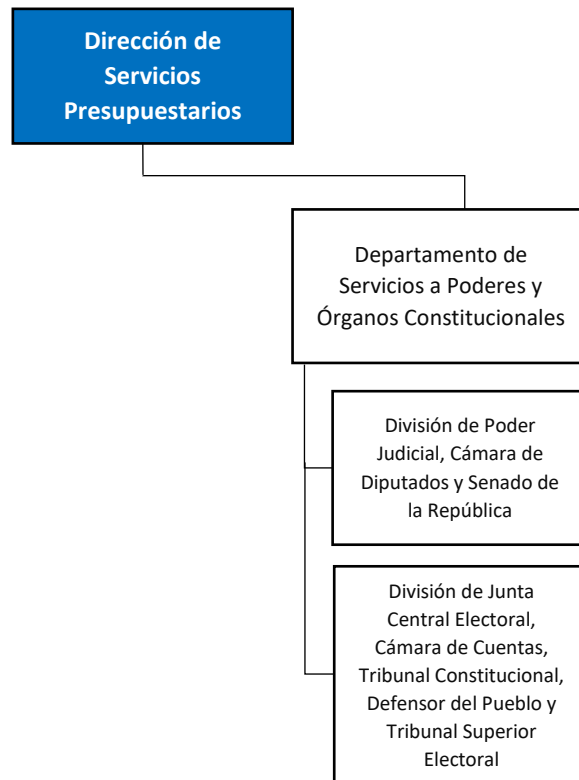 Dirección de
Servicios
Presupuestarios
Departamento de
Servicios a Poderes y
Órganos Constitucionales
División de Poder
Judicial, Cámara de
Diputados y Senado de
la República
División de Junta
Central Electoral,
Cámara de Cuentas,
Tribunal Constitucional,
Defensor del Pueblo y
Tribunal Superior
Electoral